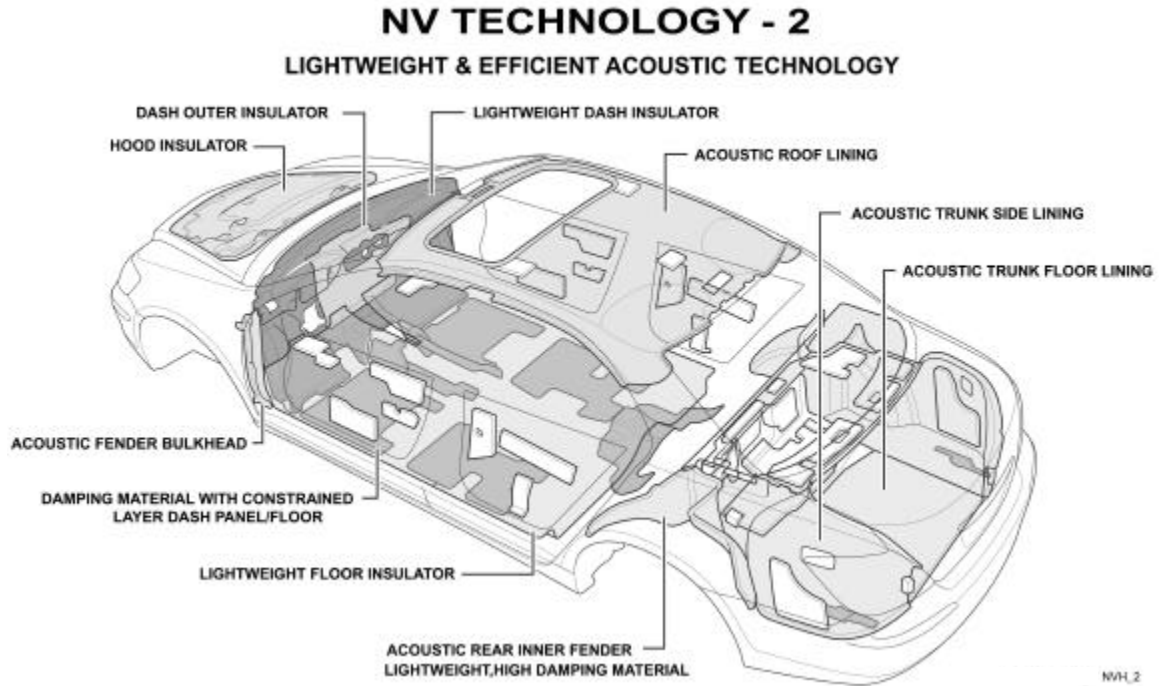 NV TECHNOLOGY - 2
LIGHTWEIGHT & EFFICIENT ACOUSTIC TECHNOLOGY
DASH OUTER INSULATOR
LIGHTWEIGHT DASH INSULATOR
HOOD INSULATOR
ACOUSTIC ROOF LINING
ACOUSTIC TRUNK SIDE LINING
ACOUSTIC TRUNK FLOOR LINING
ACOUSTIC FENDER BULKHEAD
DAMPING MATERIAL WITH CONSTRAINED
LAYER DASH PANEL/FLOOR
LIGHTWEIGHT FLOOR INSULATOR
ACOUSTIC REAR INNER FENDER
LIGHTWEIGHT,HIGH DAMPING MATERIAL
NVH_2